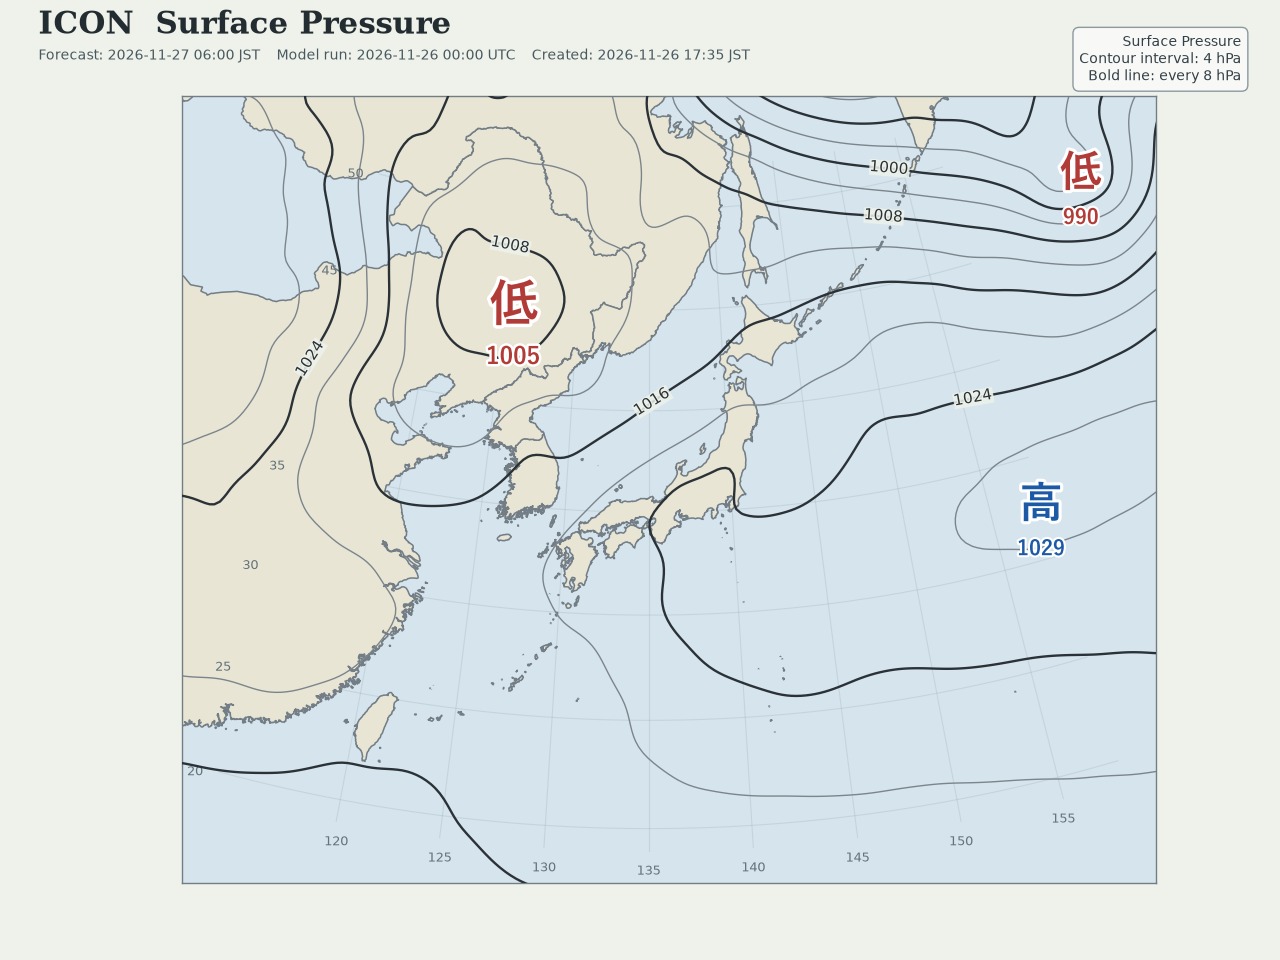 ICON  Surface Pressure
Forecast: 2026-11-27 06:00 JST    Model run: 2026-11-26 00:00 UTC    Created: 2026-11-26 17:35 JST
Surface Pressure
Contour interval: 4 hPa
Bold line: every 8 hPa
50
45
35
30
25
20
120
125
130
135
140
145
150
155
1000
1008
低
990
1008
低
1005
1024
1016
1024
高
1029